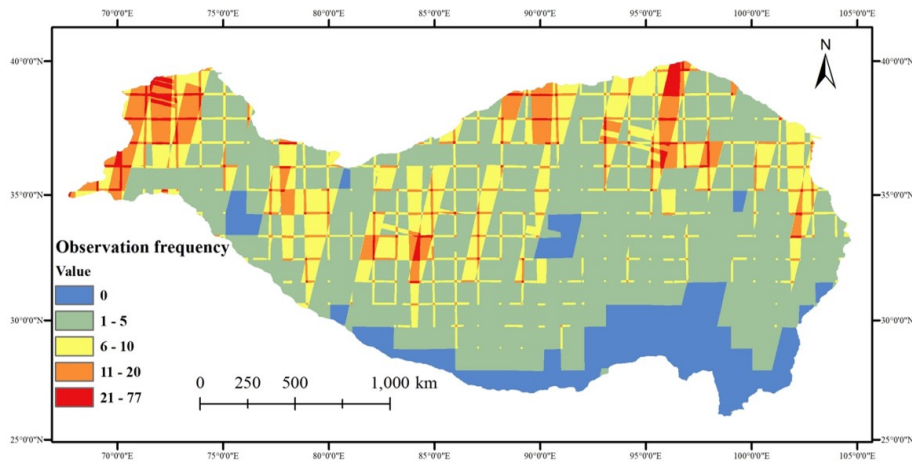 70°0'0"E 75°0'0"E 80°0'0"E 85°0'0"E 90°0'0"E 95°0'0"E 100°0'0"E 105°0'0"E
N
40°0'0"N 40°0'0"N
35°0'0"N 35°0'0"N
Observation frequency
Value
0
1 - 5
30°0'0"N 30°0'0"N
6 - 10
11 - 20
0 250 500 1,000 km
21 - 77
25°0'0"N 25°0'0"N
70°0'0"E 75°0'0"E 80°0'0"E 85°0'0"E 90°0'0"E 95°0'0"E 100°0'0"E 105°0'0"E